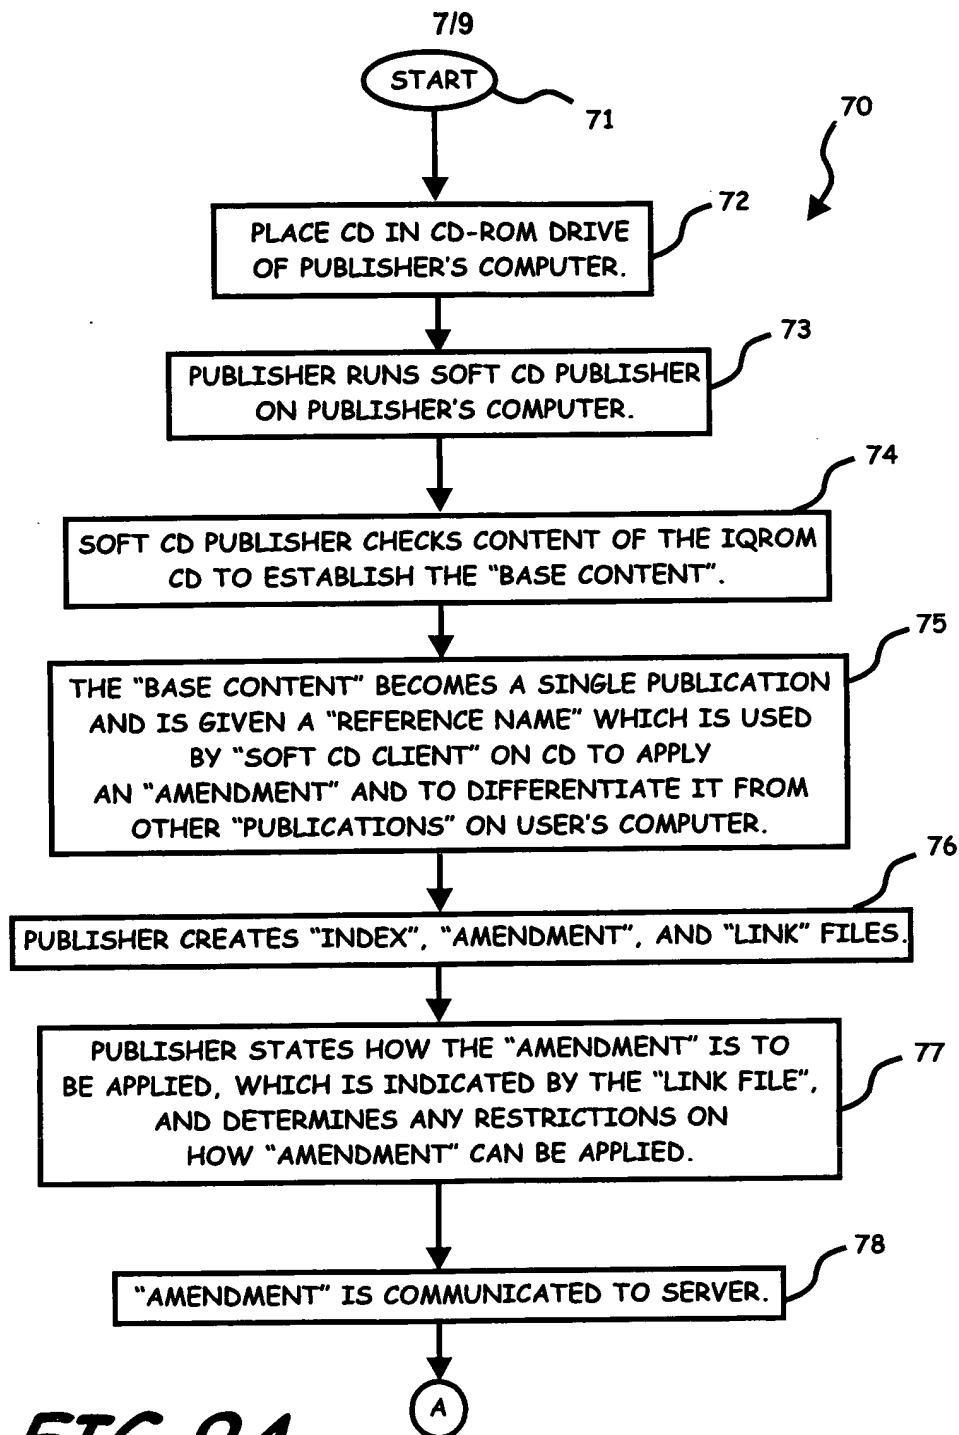 7/9
START
71
70
72
PLACE CD IN CD-ROM DRIVE
OF PUBLISHER'S COMPUTER.
73
PUBLISHER RUNS SOFT CD PUBLISHER
ON PUBLISHER'S COMPUTER.
74
SOFT CD PUBLISHER CHECKS CONTENT OF THE IQROM
CD TO ESTABLISH THE "BASE CONTENT".
75
THE "BASE CONTENT" BECOMES A SINGLE PUBLICATION
AND IS GIVEN A "REFERENCE NAME" WHICH IS USED
BY "SOFT CD CLIENT" ON CD TO APPLY
AN "AMENDMENT" AND TO DIFFERENTIATE IT FROM
OTHER "PUBLICATIONS" ON USER'S COMPUTER.
76
PUBLISHER CREATES "INDEX", "AMENDMENT", AND "LINK" FILES.
77
PUBLISHER STATES HOW THE "AMENDMENT" IS TO
BE APPLIED, WHICH IS INDICATED BY THE "LINK FILE",
AND DETERMINES ANY RESTRICTIONS ON
HOW "AMENDMENT" CAN BE APPLIED.
78
"AMENDMENT" IS COMMUNICATED TO SERVER.
A